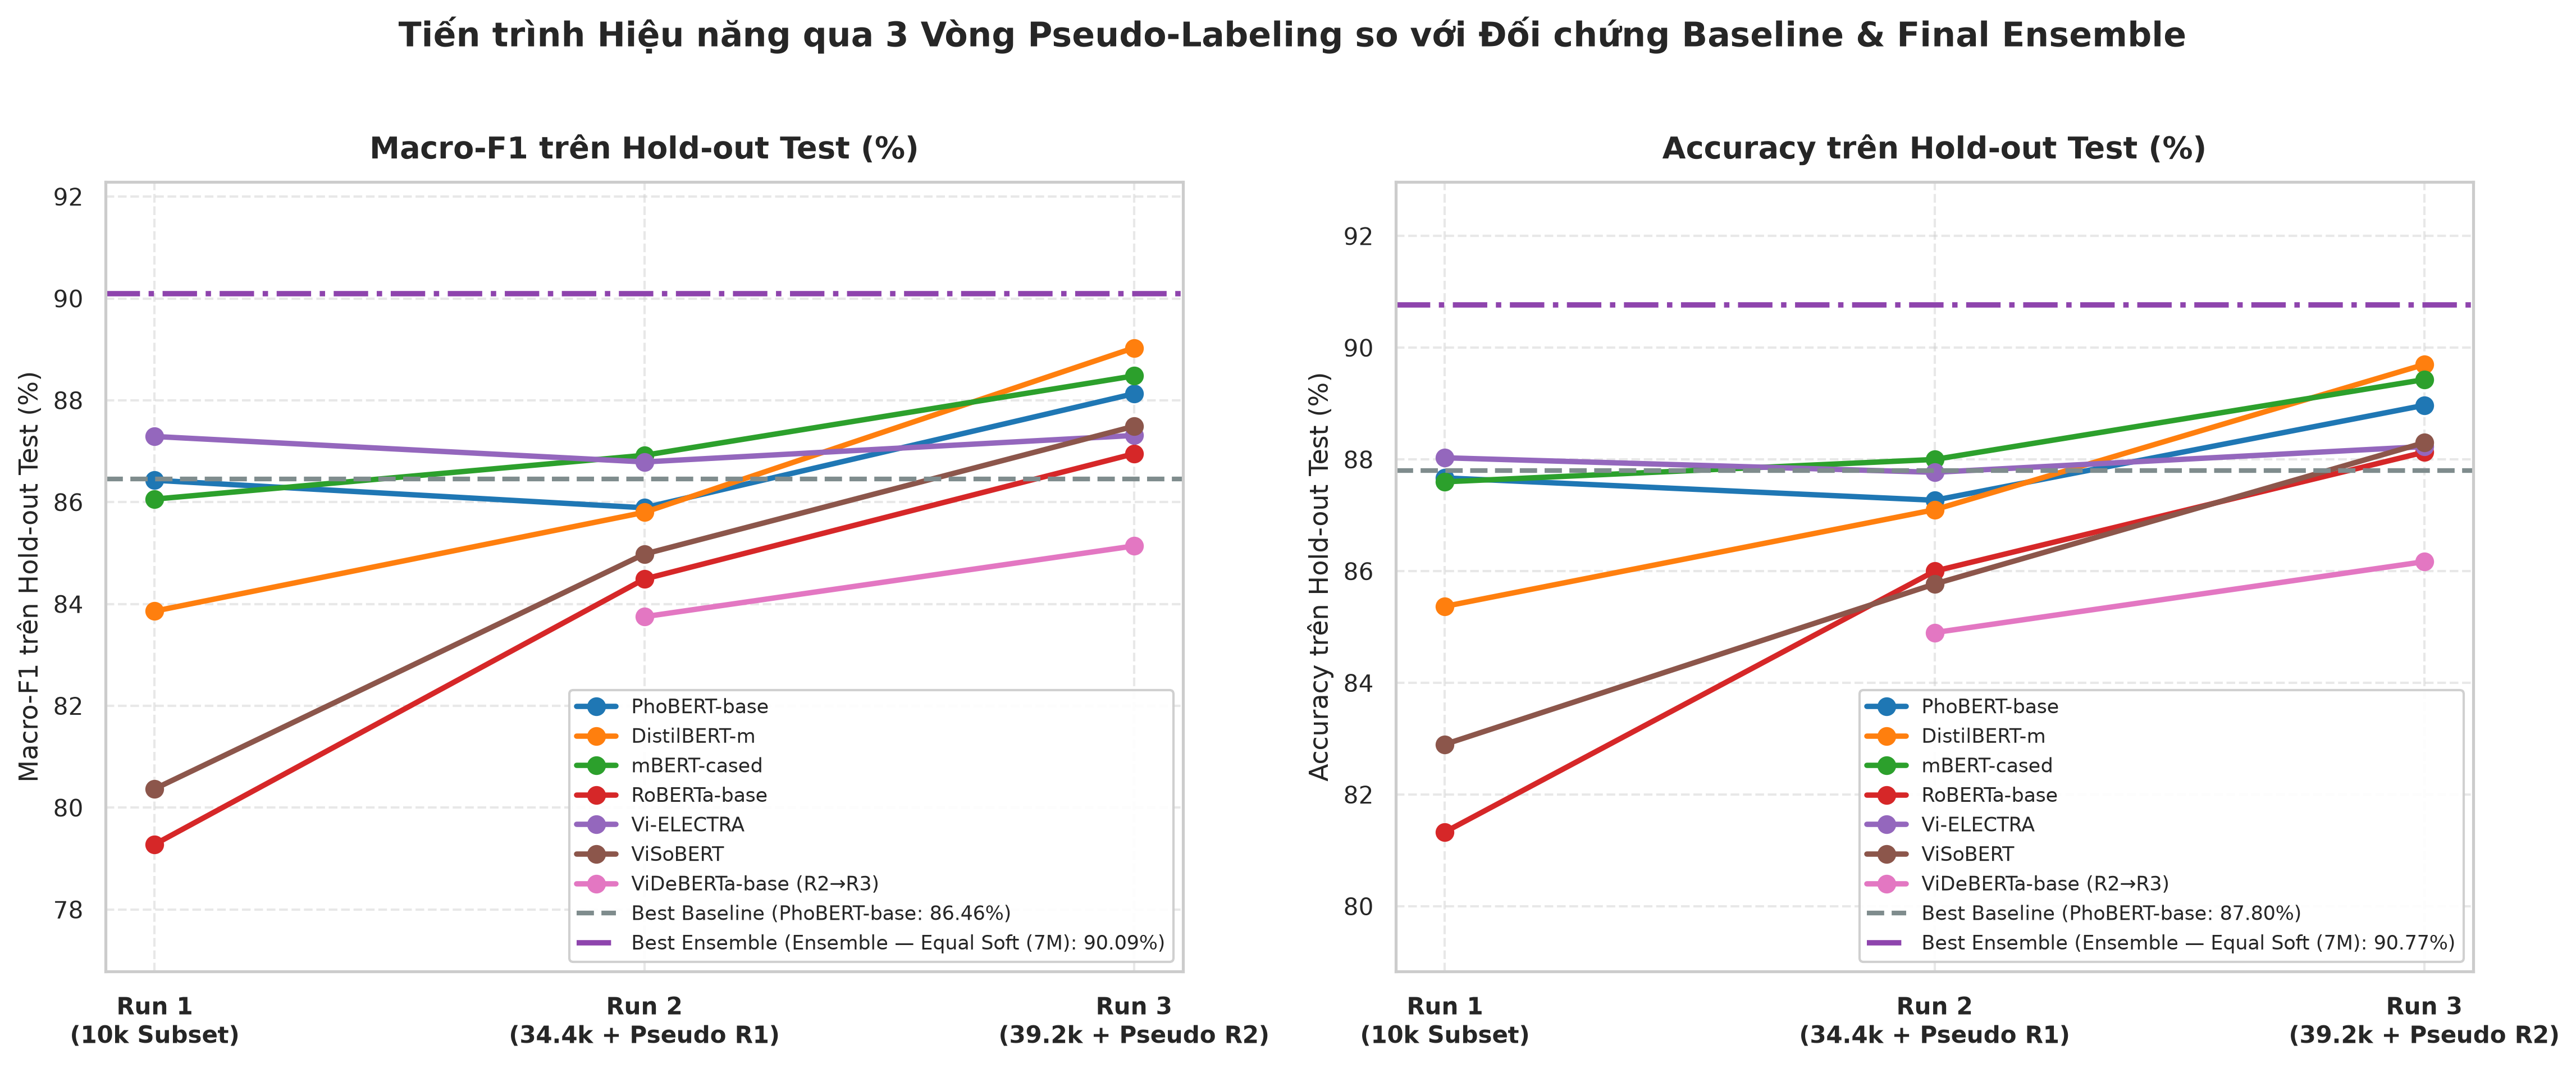 Tiến trình Hiệu năng qua 3 Vòng Pseudo-Labeling so với Đối chứng Baseline & Final Ensemble
Macro-F1 trên Hold-out Test (%)
Macro-F1 trên Hold-out Test (%)
92
90
88
86
84
82
80
78
PhoBERT-base
DistilBERT-m
mBERT-cased
RoBERTa-base
Vi-ELECTRA
ViSoBERT
ViDeBERTa-base (R2→R3)
Best Baseline (PhoBERT-base: 86.46%)
Best Ensemble (Ensemble — Equal Soft (7M): 90.09%)
Run 1
(10k Subset)
Run 2
(34.4k + Pseudo R1)
Run 3
(39.2k + Pseudo R2)
Accuracy trên Hold-out Test (%)
Accuracy trên Hold-out Test (%)
92
90
88
86
84
82
80
PhoBERT-base
DistilBERT-m
mBERT-cased
RoBERTa-base
Vi-ELECTRA
ViSoBERT
ViDeBERTa-base (R2→R3)
Best Baseline (PhoBERT-base: 87.80%)
Best Ensemble (Ensemble — Equal Soft (7M): 90.77%)
Run 1
(10k Subset)
Run 2
(34.4k + Pseudo R1)
Run 3
(39.2k + Pseudo R2)